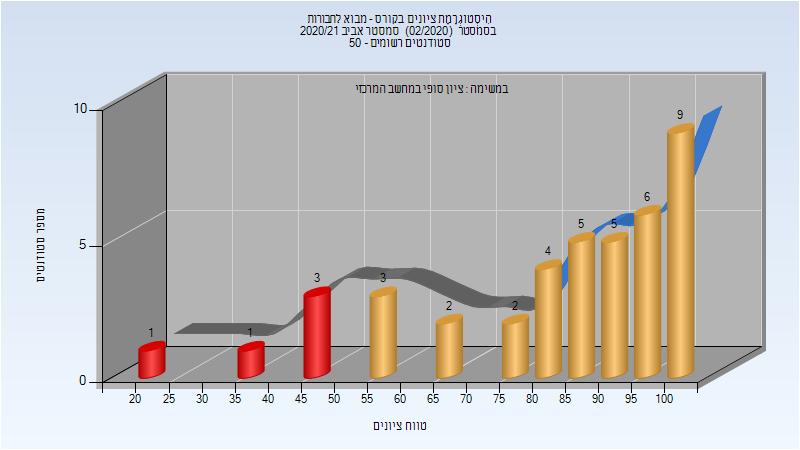 היסטוגרמת ציונים בקורס - מבוא לחבורות
בסמסטר (02/2020) סמסטר אביב 2020/21
סטודנטים רשומים - 50
במשימה : ציון סופי במחשב המרכזי
מספר סטודנטים
10
5
0
1
1
3
3
2
2
4
5
5
6
9
20 25 30 35 40 45 50 55 60 65 70 75 80 85 90 95 100
טווח ציונים